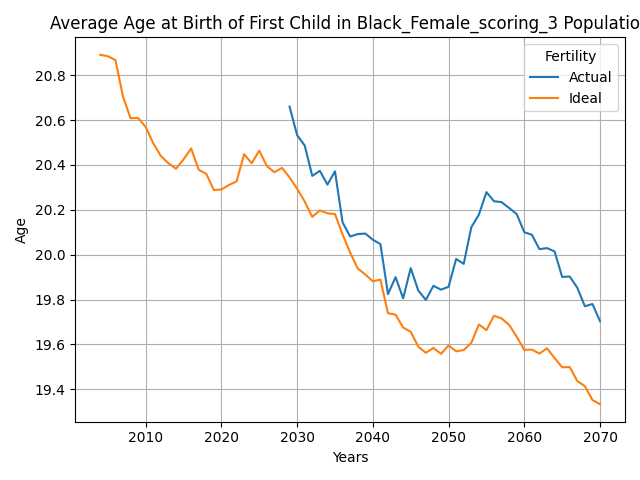 Average Age at Birth of First Child in Black_Female_scoring_3 Populatio
Fertility
Actual
Ideal
20.8
20.6
20.4
20.2
20.0
19.8
19.6
19.4
Age
2010 2020 2030 2040 2050 2060 2070
Years